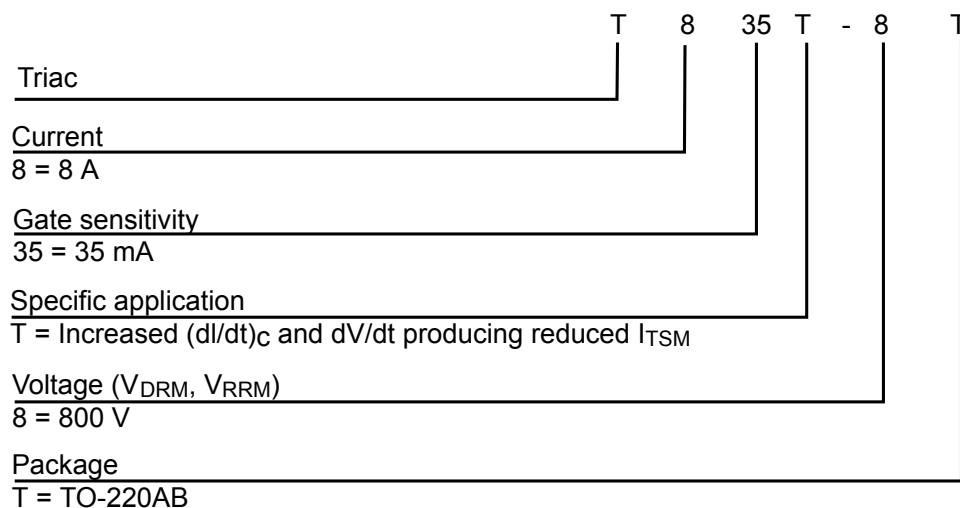 T 8 35 T - 8 T
Triac
Current
8 = 8 A
Gate sensitivity
35 = 35 mA
Specific application
T = Increased (dI/dt)c and dV/dt producing reduced ITSM
Voltage (VDRM, VRRM)
8 = 800 V
Package
T = TO-220AB